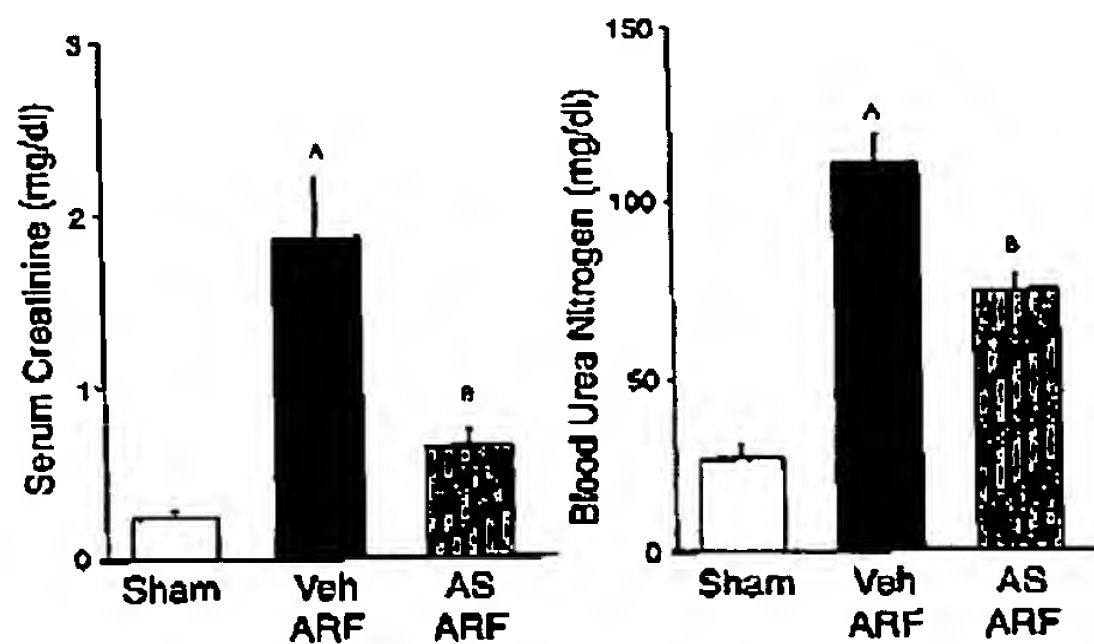 Serum Creatinine (mg/dl)
3
2
1
0
A
B
Sham
Veh
ARF
AS
ARF
Blood Urea Nitrogen (mg/dl)
150
100
50
0
A
B
Sham
Veh
ARF
AS
ARF